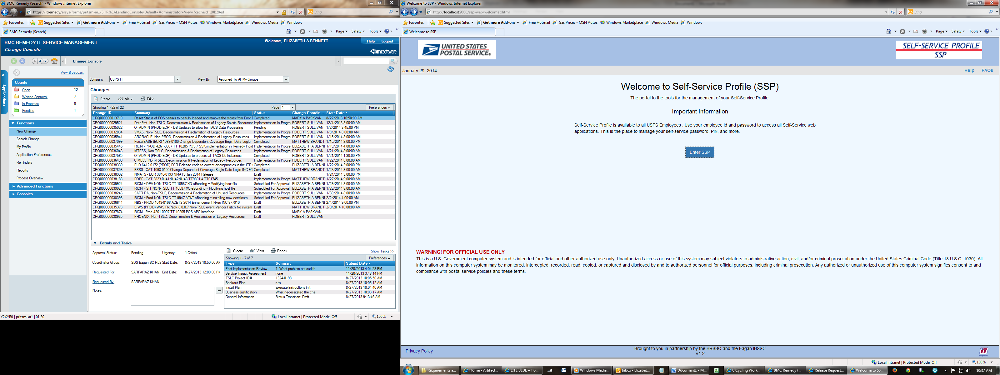 BMC Remedy (Search) - Windows Internet Explorer
https://itremedy/arsys/forms/pritsm-ar1/SHR%3ALandingConsole/Default+Administrator+View/?cacheid=20b28ed
Bing
Favorites Suggested Sites Get more Add-ons Free Hotmail Gas Prices - MSN Autos Windows Marketplace Windows Media Windows
BMC Remedy (Search)
Page Safety Tools
BMC REMEDY IT SERVICE MANAGEMENT
Welcome, ELIZABETH A BENNETT
Help Logout
Change Console
bmcsoftware
Change Console
Applications
View Broadcast
Counts
Open 12
Waiting Approval 7
In Progress 8
Pending 1
Functions
New Change
Search Change
My Profile
Application Preferences
Reminders
Reports
Process Overview
Advanced Functions
Consoles
Company USPS IT View By Assigned To All My Groups
Changes
Create View Print
Showing 1 - 22 of 22 Page 1 Preferences
Change ID Summary Status Change Coordin... Start Date
CRQ000000013719 Reset Status of POS partials to be fully loaded and remove the stores from Error Completed MARY A PASKVAN 8/27/2013 10:50:00 AM
CRQ000000029521 DataProt, Non-TSLC, Decommission & Reclamation of Legacy Solaris Resources Implementation In Progre ROBERT SULLIVAN 12/4/2013 8:00:00 AM
CRQ000000035022 OTADMIN (PROD ECR) - DB Updates to allow for TACS Data Processing Pending ROBERT SULLIVAN 1/2/2014 3:45:00 PM
CRQ000000032034 VMAS, Non-TSLC, Decommission & Reclamation of Legacy Resources Implementation In Progre ROBERT SULLIVAN 1/8/2014 8:00:00 AM
CRQ000000035941 ARORACLE, Non-PROD, Decommission & Reclamation of Legacy Resources Implementation In Progre ROBERT SULLIVAN 1/15/2014 8:00:00 AM
CRQ000000037099 PostalEASE (ECR) 1068-0100 Change Dependent Coverage Begin Date Logic Completed MATTHEW BRANDT 1/15/2014 3:00:00 PM
CRQ000000035445 RICM - PROD 4261-0007 TT 10205 POS / SSK implementation in Remedy Incid Implementation In Progre ELIZABETH A BENNE 1/19/2014 4:00:00 AM
CRQ000000036046 MTESS, Non-TSLC, Decommission & Reclamation of Legacy Resources Implementation In Progre ROBERT SULLIVAN 1/21/2014 8:00:00 AM
CRQ000000037565 OTADMIN (PROD ECR) - DB Updates to process all TACS Db instances Completed ROBERT SULLIVAN 1/21/2014 1:30:00 PM
CRQ000000036499 CIMBLS, Non-TSLC, Decommission & Reclamation of Legacy Resources Implementation In Progre ROBERT SULLIVAN 1/22/2014 8:00:00 AM
CRQ000000038339 ELD 6412-0172 (PROD) ECR Release code to correct discrepancies in the ITR Completed ELIZABETH A BENNE 1/22/2014 3:00:00 PM
CRQ000000037858 ESSS - CAT 1068-0100 Change Dependent Coverage Begin Date Logic INC 95 Completed MATTHEW BRANDT 1/23/2014 8:00:00 AM
CRQ000000038992 NMATS - ECR 3840-0193 NMATS Jan 2014 Release Draft 1/24/2014 3:00:00 PM
CRQ000000038188 EOPF - CAT 3823-0141/0142/0143 TT9891 & TT01745 Implementation In Progre MATTHEW BRANDT 1/27/2014 9:00:00 AM
CRQ000000039924 RICM – DEV NON-TSLC TT 10587 XO eBonding – Modifying host file Scheduled For Approval ELIZABETH A BENNE 1/29/2014 8:00:00 AM
CRQ000000039928 RICM – SIT NON-TSLC TT 10587 XO eBonding – Modifying host file Scheduled For Approval ELIZABETH A BENNE 1/29/2014 8:00:00 AM
CRQ000000038246 SAFR RA, Non-TSLC, Decommission & Reclamation of Unused Resources Implementation In Progre ROBERT SULLIVAN 1/30/2014 8:00:00 AM
CRQ000000038398 RICM – Prod NON-TSLC TT 9947 AT&T eBonding – Installing new certificate Scheduled For Approval ELIZABETH A BENNE 2/2/2014 4:00:00 AM
CRQ000000036644 NBS - PROD 1049-0196 ACETS 2014 Enhancement Fixes INC 877910 Draft ELIZABETH A BENNE 2/4/2014 9:00:00 PM
CRQ000000035373 EIWS (PROD) WAS FixPack 8.0.0.7 Non-TSLC event Vendor Patch No system Draft MATTHEW BRANDT 2/9/2014 10:00:00 AM
CRQ000000037874 RICM - Prod 4261-0007 TT 10205 POS-APC Interface Draft MARY A PASKVAN
CRQ000000038935 PHOENIX, Non-TSLC, Decommission & Reclamation of Legacy Resources Draft ROBERT SULLIVAN
Details and Tasks
Approval Status: Pending Urgency: 1-Critical
Coordinator Group: SDS Eagan SC RLS Start Date: 8/27/2013 10:50:00 AM
Requested For: SARFARAZ KHAN End Date: 8/27/2013 12:00:00 PM
Requested By: SARFARAZ KHAN
Notes:
Create View Report Show Tasks >>
Showing 1 - 7 of 7 Preferences
Type Summary Submit Date
Post Implementation Review 1. What problem caused th 11/20/2013 4:04:28 PM
Service Impact Assessment none 11/20/2013 3:48:14 PM
TSLC Project ID# 1324-0198 8/27/2013 10:05:50 AM
Backout Plan n/a 8/27/2013 10:05:12 AM
Install Plan Execute instructions in t 8/27/2013 10:04:40 AM
Business Justification What necessitated the cha 8/27/2013 10:03:17 AM
General Information Status Transition: Draft 8/27/2013 9:13:46 AM
Y2XYB0 | pritsm-ar1 | 01:30
Local intranet | Protected Mode: Off 100%
Welcome to SSP - Windows Internet Explorer
http://localhost:9080/ssp-web/welcome.xhtml
Bing
Favorites Suggested Sites Get more Add-ons Free Hotmail Gas Prices - MSN Autos Windows Marketplace Windows Media Windows
Welcome to SSP
Page Safety Tools
UNITED STATES
POSTAL SERVICE®
SELF-SERVICE PROFILE
SSP
January 29, 2014
Help FAQs
Welcome to Self-Service Profile (SSP)
The portal to the tools for the management of your Self-Service Profile.
Important Information
Self-Service Profile is available to all USPS Employees . Use your employee id and password to access all Self-Service web
applications. This is the place to manage your self-service password, PIN, and more.
Enter SSP
WARNING! FOR OFFICIAL USE ONLY
This is a U.S. Government computer system and is intended for official and other authorized use only. Unauthorized access or use of this system may subject violators to administrative action, civil, and/or criminal prosecution under the United States Criminal Code (Title 18 U.S.C. 1030). All
information on this computer system may be monitored, intercepted, recorded, read, copied, or captured and disclosed by and to authorized personnel for official purposes, including criminal prosecution. Any authorized or unauthorized use of this computer system signifies consent to and
compliance with postal service policies and these terms.
Privacy Policy
Brought to you in partnership by the HRSSC and the Eagan IBSSC
V1.2
iT
Local intranet | Protected Mode: Off 100%
Requirements a... Home - Artifact... LITE BLUE – Ho... Windows Media... Inbox - Elizabet... Document1 - M... 6 Cycling Work... BMC Remedy (... Release Request... Welcome to SS... 10:37 AM